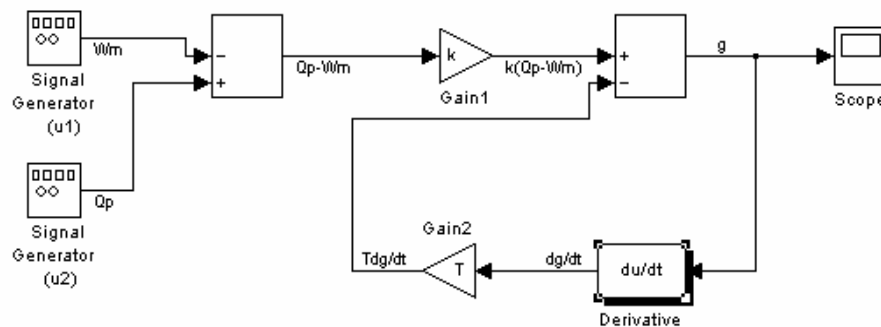 Wm
Signal
Generator
(u1)
−
+
Qp-Wm
k
Gain1
k(Qp-Wm)
+
−
g
Scope
Qp
Signal
Generator
(u2)
Gain2
Tdg/dt
T
dg/dt
du/dt
Derivative